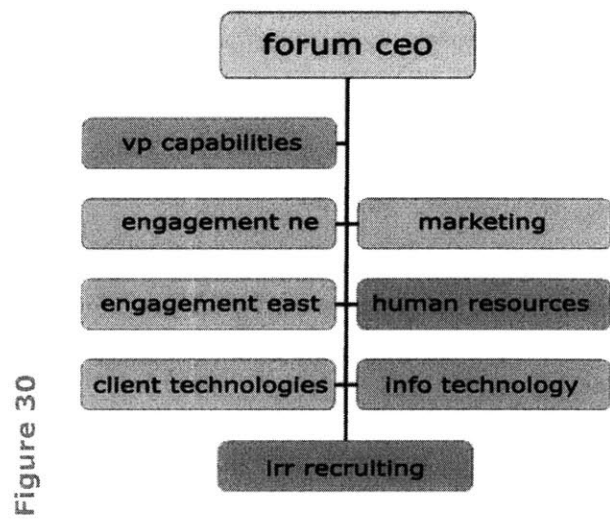 forum ceo
vp capabilities
engagement ne
marketing
engagement east
human resources
client technologies
info technology
irr recruiting
Figure 30